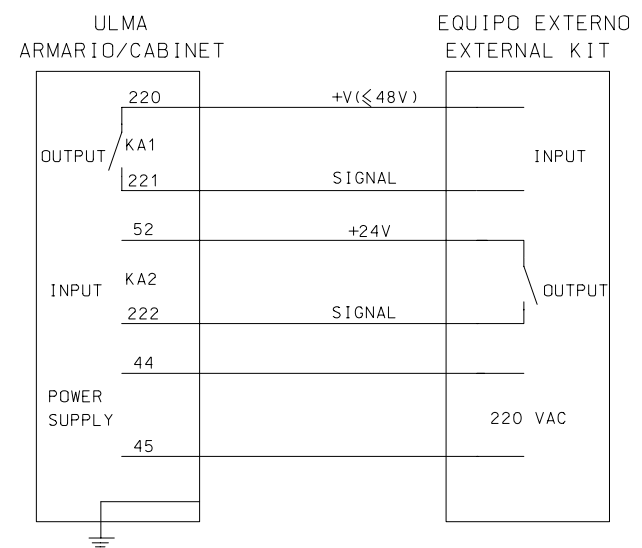 ULMA
ARMARIO/CABINET
EQUIPO EXTERNO
EXTERNAL KIT
220
+V(≤48V)
OUTPUT
KA1
INPUT
221
SIGNAL
52
+24V
INPUT
KA2
OUTPUT
222
SIGNAL
44
POWER
SUPPLY
220 VAC
45